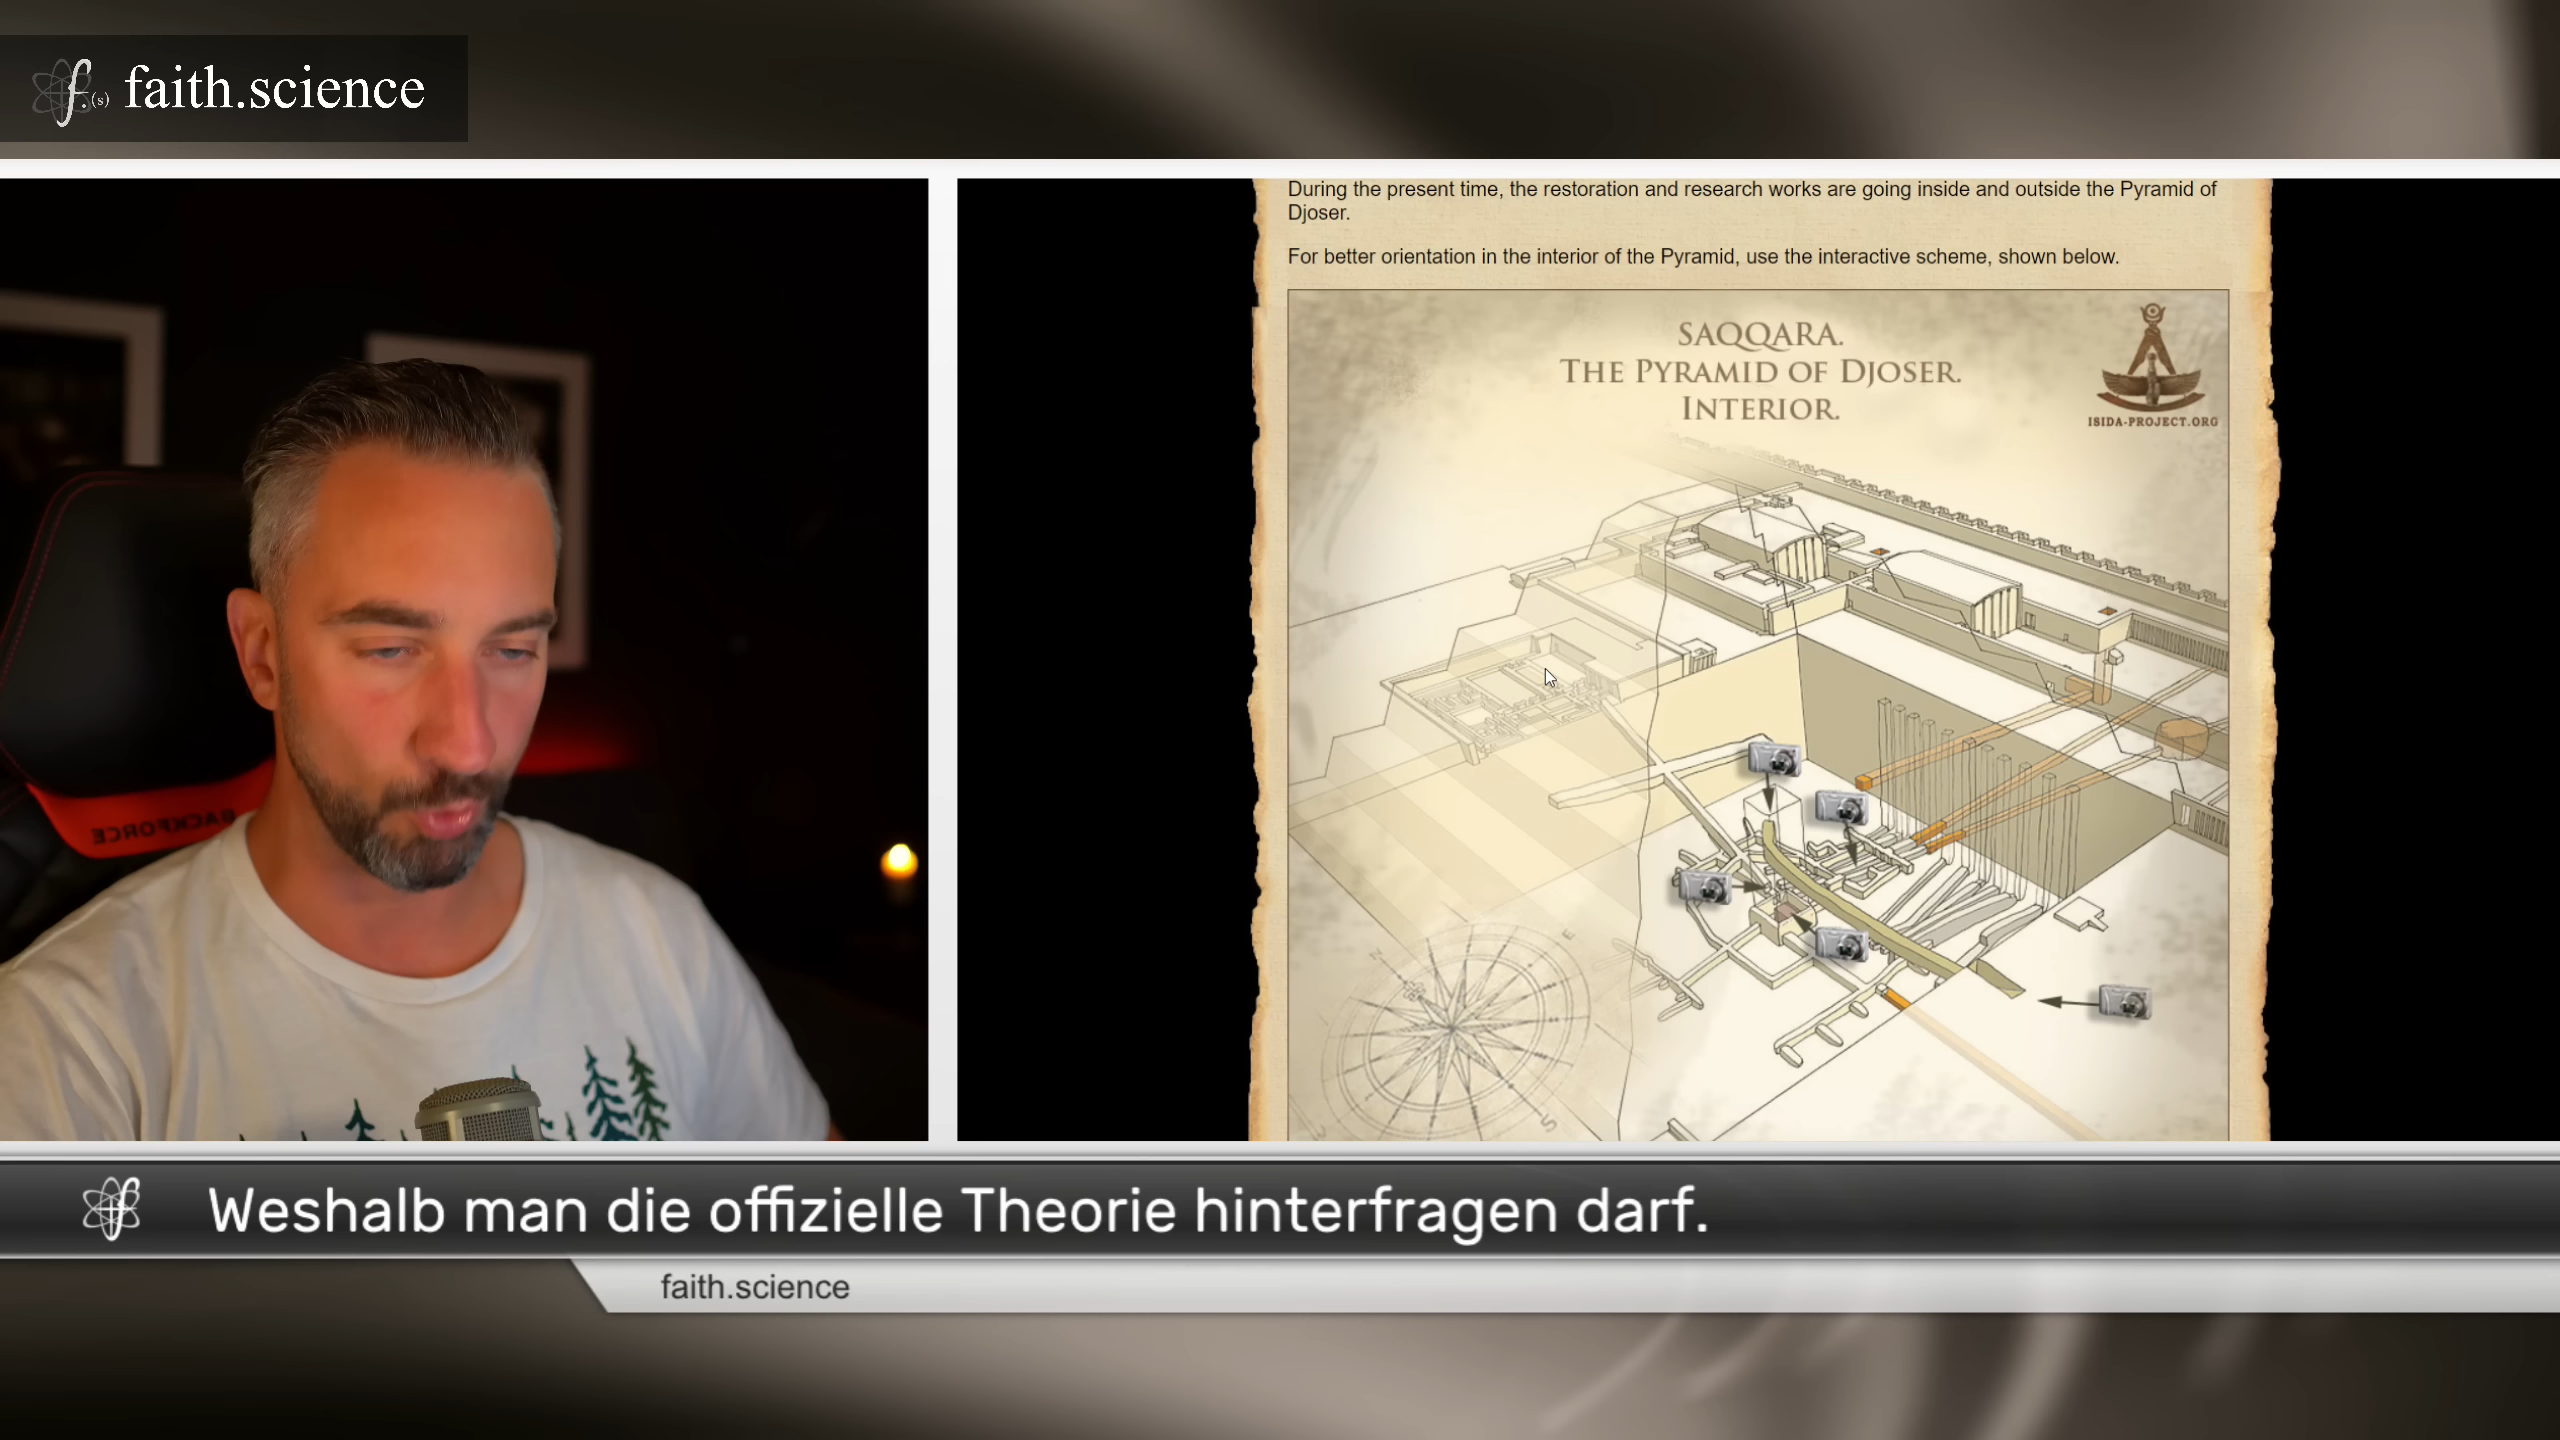 f.(s) faith.science
During the present time, the restoration and research works are going inside and outside the Pyramid of
Djoser.
For better orientation in the interior of the Pyramid, use the interactive scheme, shown below.
SAQQARA.
THE PYRAMID OF DJOSER.
INTERIOR.
ISIDA-PROJECT.ORG
E
S
BACKFORCE
Weshalb man die offizielle Theorie hinterfragen darf.
faith.science